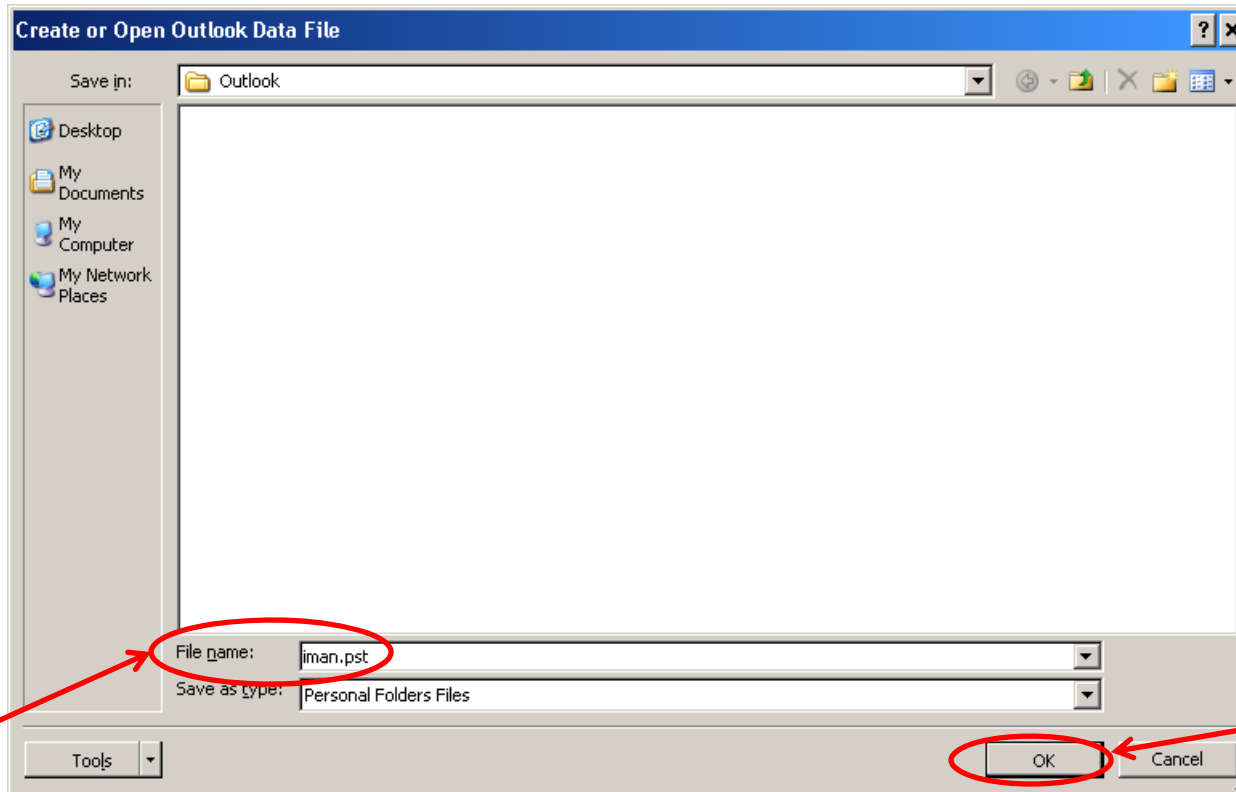 Create or Open Outlook Data File
Save in:
Outlook
Desktop
My
Documents
My
Computer
My Network
Places
File name:
iman.pst
Save as type:
Personal Folders Files
Tools
OK
Cancel